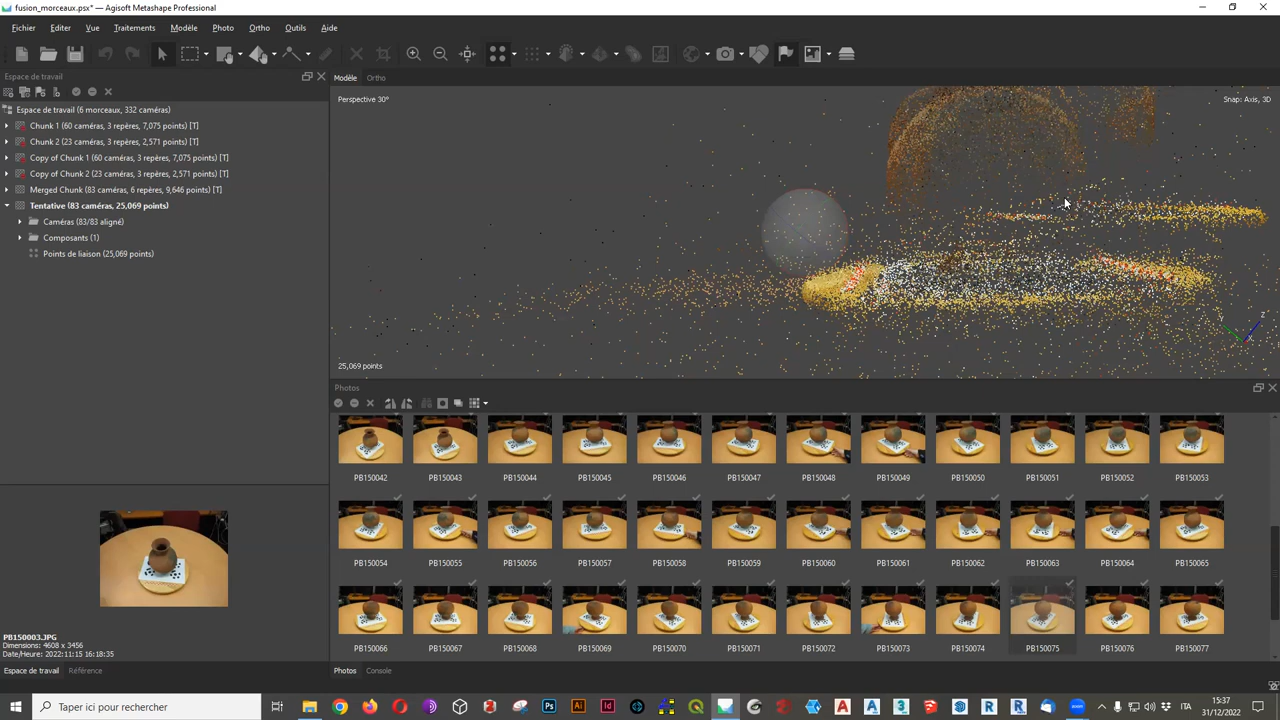 fusion_morceaux.psx* — Agisoft Metashape Professional
Fichier Editer Vue Traitements Modèle Photo Ortho Outils Aide
Espace de travail
Modèle Ortho
Perspective 30°
Snap: Axis, 3D
Espace de travail (6 morceaux, 332 caméras)
Chunk 1 (60 caméras, 3 repères, 7,075 points) [T]
Chunk 2 (23 caméras, 3 repères, 2,571 points) [T]
Copy of Chunk 1 (60 caméras, 3 repères, 7,075 points) [T]
Copy of Chunk 2 (23 caméras, 3 repères, 2,571 points) [T]
Merged Chunk (83 caméras, 6 repères, 9,646 points) [T]
Tentative (83 caméras, 25,069 points)
Caméras (83/83 aligné)
Composants (1)
Points de liaison (25,069 points)
Z
25,069 points
Photos
PB150042 PB150043 PB150044 PB150045 PB150046 PB150047 PB150048 PB150049 PB150050 PB150051 PB150052 PB150053
PB150054 PB150055 PB150056 PB150057 PB150058 PB150059 PB150060 PB150061 PB150062 PB150063 PB150064 PB150065
PB150066 PB150067 PB150068 PB150069 PB150070 PB150071 PB150072 PB150073 PB150074 PB150075 PB150076 PB150077
PB150003.JPG
Dimensions: 4608 x 3456
Date/Heure: 2022:11:15 16:18:35
Espace de travail Référence
Photos Console
Taper ici pour rechercher
Ps Ai Id
A A 3 R R
ITA
15:37
31/12/2022